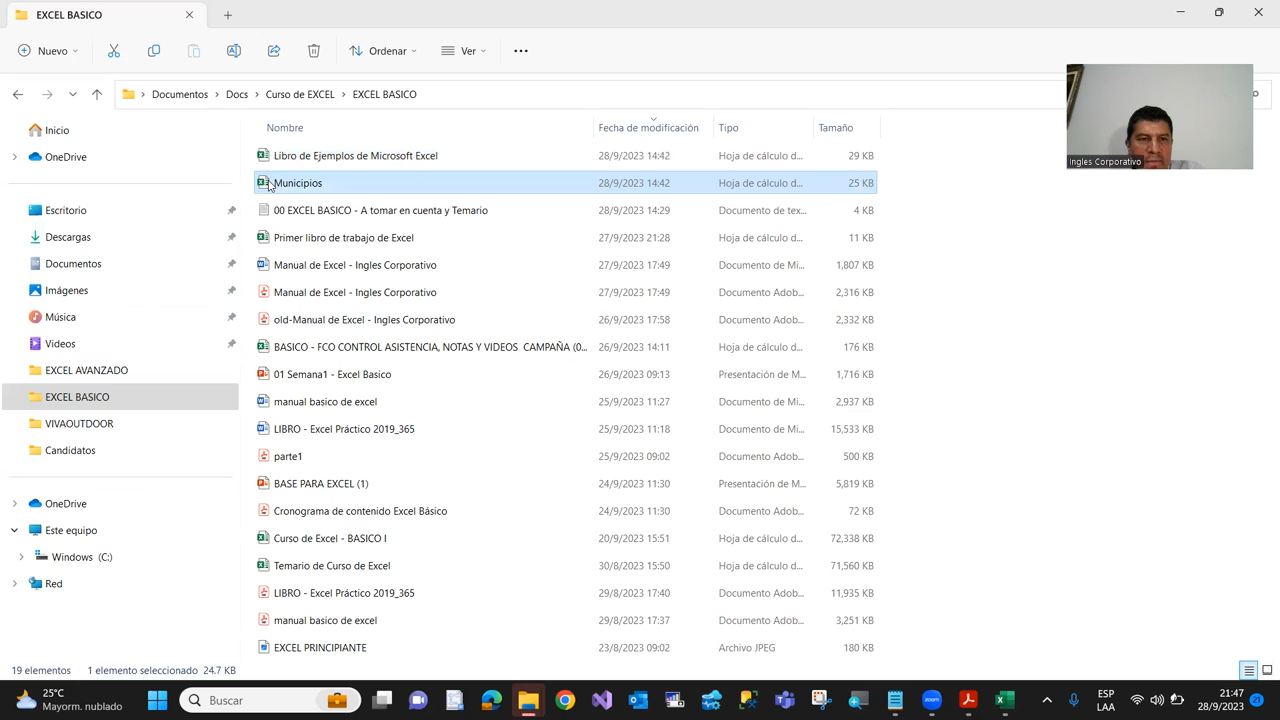 EXCEL BASICO
Nuevo
Ordenar
Ver
Documentos > Docs > Curso de EXCEL > EXCEL BASICO
Ingles Corporativo
Nombre Fecha de modificación Tipo Tamaño
Inicio
OneDrive
Escritorio
Descargas
Documentos
Imágenes
Música
Videos
EXCEL AVANZADO
EXCEL BASICO
VIVAOUTDOOR
Candidatos
OneDrive
Este equipo
Windows (C:)
Red
Libro de Ejemplos de Microsoft Excel 28/9/2023 14:42 Hoja de cálculo d... 29 KB
Municipios 28/9/2023 14:42 Hoja de cálculo d... 25 KB
00 EXCEL BASICO - A tomar en cuenta y Temario 28/9/2023 14:29 Documento de tex... 4 KB
Primer libro de trabajo de Excel 27/9/2023 21:28 Hoja de cálculo d... 11 KB
Manual de Excel - Ingles Corporativo 27/9/2023 17:49 Documento de Mi... 1,807 KB
Manual de Excel - Ingles Corporativo 27/9/2023 17:49 Documento Adob... 2,316 KB
old-Manual de Excel - Ingles Corporativo 26/9/2023 17:58 Documento Adob... 2,332 KB
BASICO - FCO CONTROL ASISTENCIA, NOTAS Y VIDEOS CAMPAÑA (0... 26/9/2023 14:11 Hoja de cálculo d... 176 KB
01 Semana1 - Excel Basico 26/9/2023 09:13 Presentación de M... 1,716 KB
manual basico de excel 25/9/2023 11:27 Documento de Mi... 2,937 KB
LIBRO - Excel Práctico 2019_365 25/9/2023 11:18 Documento de Mi... 15,533 KB
parte1 25/9/2023 09:02 Documento Adob... 500 KB
BASE PARA EXCEL (1) 24/9/2023 11:30 Presentación de M... 5,819 KB
Cronograma de contenido Excel Básico 24/9/2023 11:30 Documento Adob... 72 KB
Curso de Excel - BASICO I 20/9/2023 15:51 Hoja de cálculo d... 72,338 KB
Temario de Curso de Excel 30/8/2023 15:50 Hoja de cálculo d... 71,560 KB
LIBRO - Excel Práctico 2019_365 29/8/2023 17:40 Documento Adob... 11,935 KB
manual basico de excel 29/8/2023 17:37 Documento Adob... 3,251 KB
EXCEL PRINCIPIANTE 23/8/2023 09:02 Archivo JPEG 180 KB
19 elementos 1 elemento seleccionado 24.7 KB
25°C
Mayorm. nublado
Buscar
ESP
LAA
21:47
28/9/2023
21